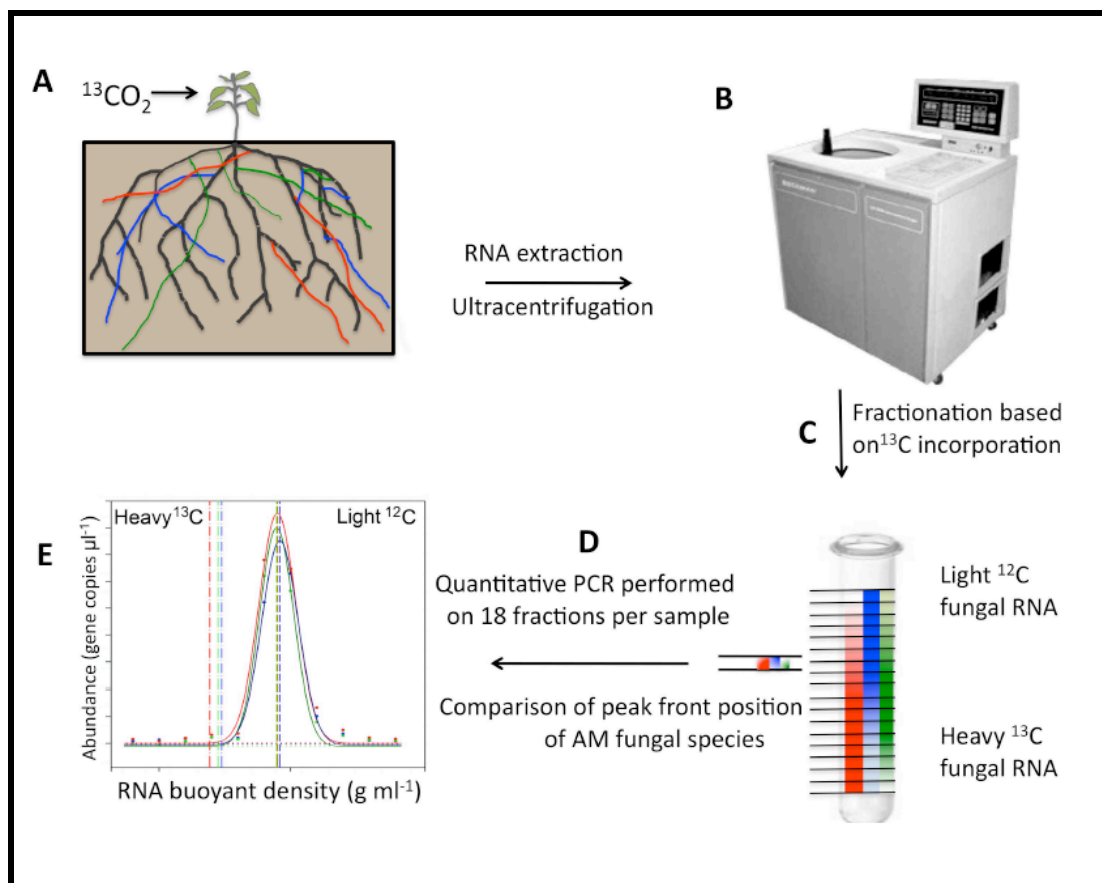 A
¹³CO₂
RNA extraction
Ultracentrifugation
B
C
Fractionation based
on¹³C incorporation
D
Quantitative PCR performed
on 18 fractions per sample
Comparison of peak front position
of AM fungal species
Light ¹²C
fungal RNA
Heavy ¹³C
fungal RNA
E
Heavy ¹³C
Light ¹²C
Abundance (gene copies µl⁻¹)
RNA buoyant density (g ml⁻¹)